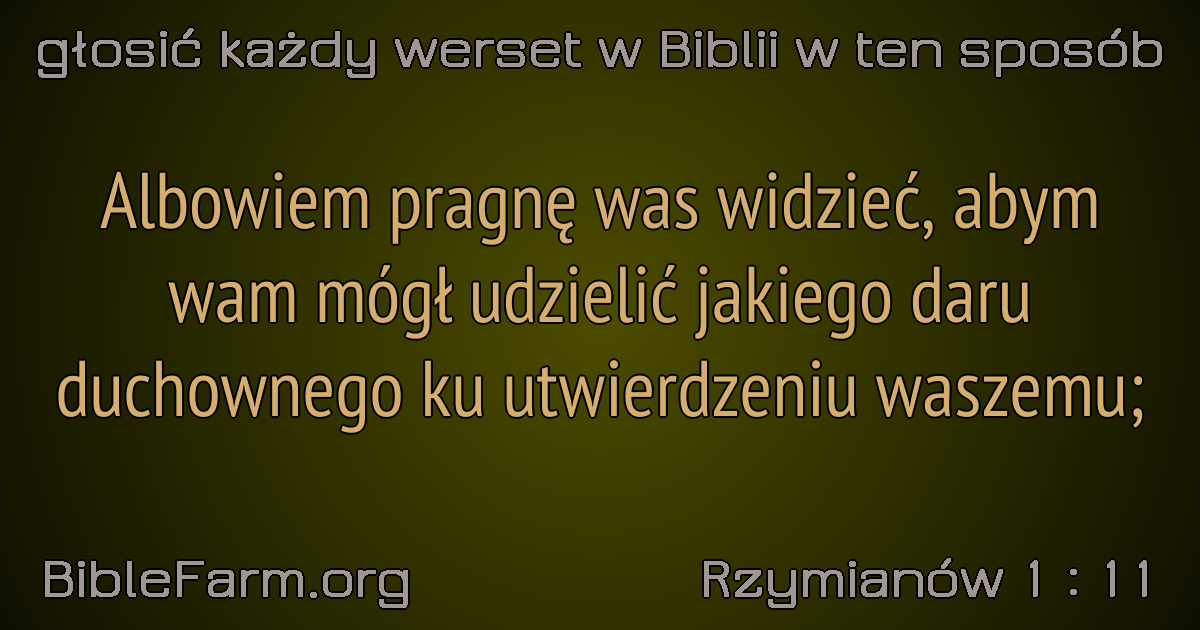 głosić każdy werset w Biblii w ten sposób
Albowiem pragnę was widzieć, abym
wam mógł udzielić jakiego daru
duchownego ku utwierdzeniu waszemu;
BibleFarm.org
Rzymianów 1 : 11